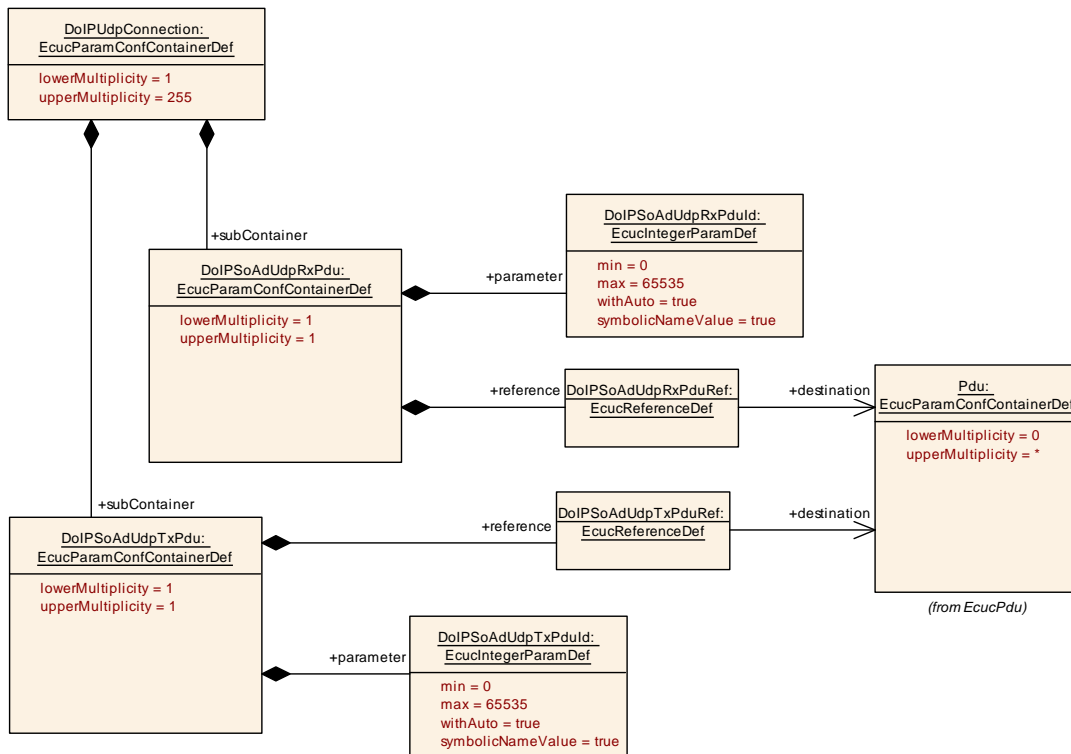 DoIPUdpConnection:
EcucParamConfContainerDef
lowerMultiplicity = 1
upperMultiplicity = 255
+subContainer
DoIPSoAdUdpRxPdu:
EcucParamConfContainerDef
lowerMultiplicity = 1
upperMultiplicity = 1
+parameter
DoIPSoAdUdpRxPduId:
EcucIntegerParamDef
min = 0
max = 65535
withAuto = true
symbolicNameValue = true
+reference
DoIPSoAdUdpRxPduRef:
EcucReferenceDef
+destination
Pdu:
EcucParamConfContainerDef
lowerMultiplicity = 0
upperMultiplicity = *
(from EcucPdu)
+subContainer
DoIPSoAdUdpTxPdu:
EcucParamConfContainerDef
lowerMultiplicity = 1
upperMultiplicity = 1
+reference
DoIPSoAdUdpTxPduRef:
EcucReferenceDef
+destination
+parameter
DoIPSoAdUdpTxPduId:
EcucIntegerParamDef
min = 0
max = 65535
withAuto = true
symbolicNameValue = true